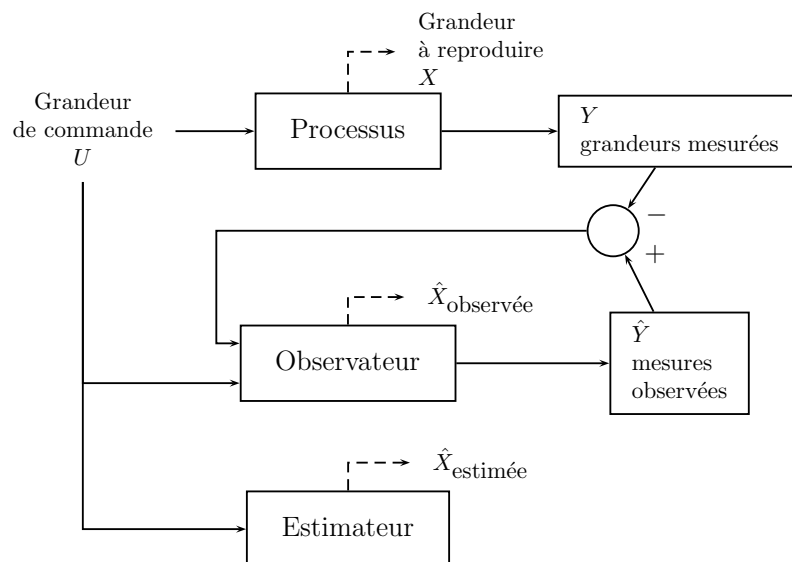 Grandeur
à reproduire
X
Grandeur
de commande
U
Processus
Y
grandeurs mesurées
−
+
X̂observée
Observateur
Ŷ
mesures
observées
X̂estimée
Estimateur